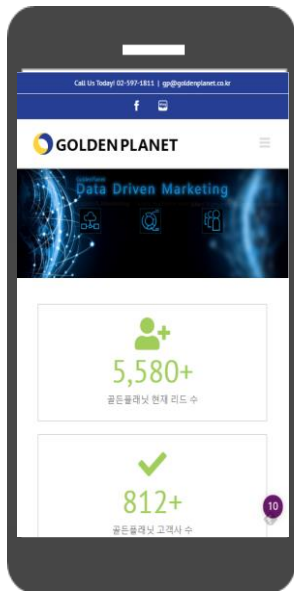 Call Us Today! 02-597-1811 | gp@goldenplanet.co.kr
GOLDEN PLANET
Data Driven Marketing
5,580+
골든플래닛 현재 리드 수
812+
골든플래닛 고객사 수
10